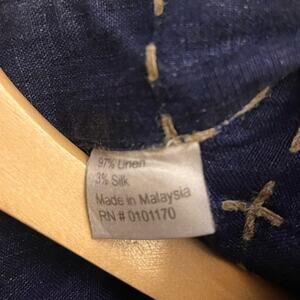 97% Linen
3% Silk
Made in Malaysia
RN # 0101170